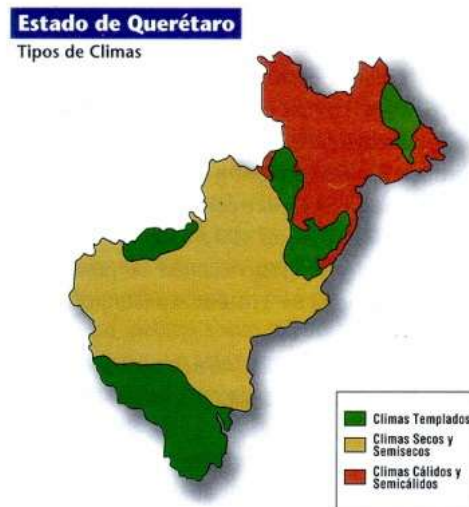 Estado de Querétaro
Tipos de Climas
Climas Templados
Climas Secos y
Semisecos
Climas Cálidos y
Semicálidos